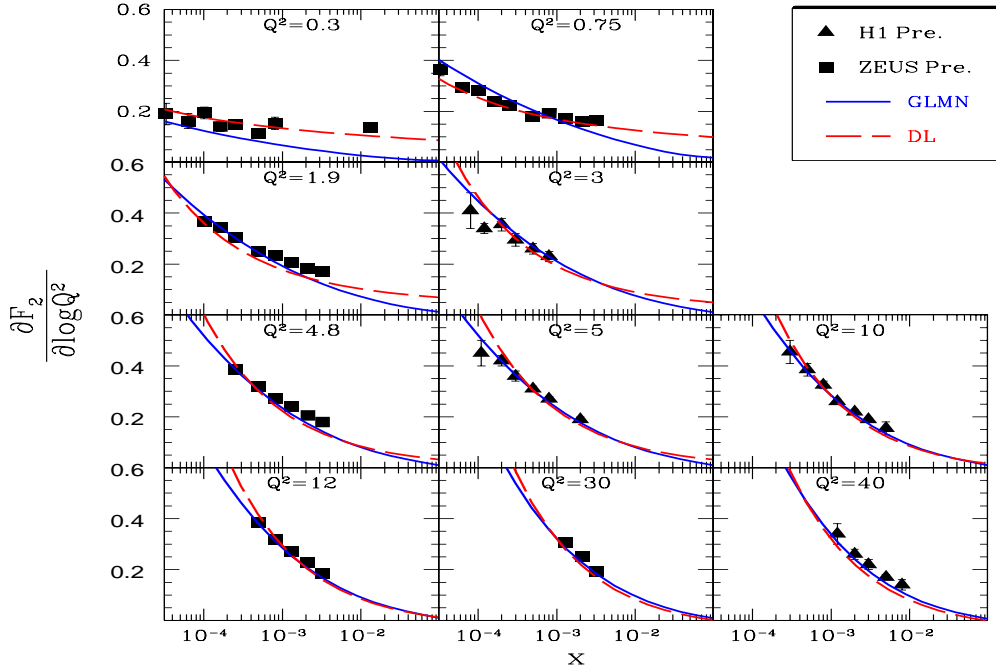 Q²=0.3
Q²=0.75
H1 Pre.
ZEUS Pre.
GLMN
DL
0.6
0.4
0.2
Q²=1.9
Q²=3
0.6
0.4
0.2
∂F₂
∂logQ²
Q²=4.8
Q²=5
Q²=10
0.6
0.4
0.2
Q²=12
Q²=30
Q²=40
0.6
0.4
0.2
10⁻⁴ 10⁻³ 10⁻² 10⁻⁴ 10⁻³ 10⁻² 10⁻⁴ 10⁻³ 10⁻²
x